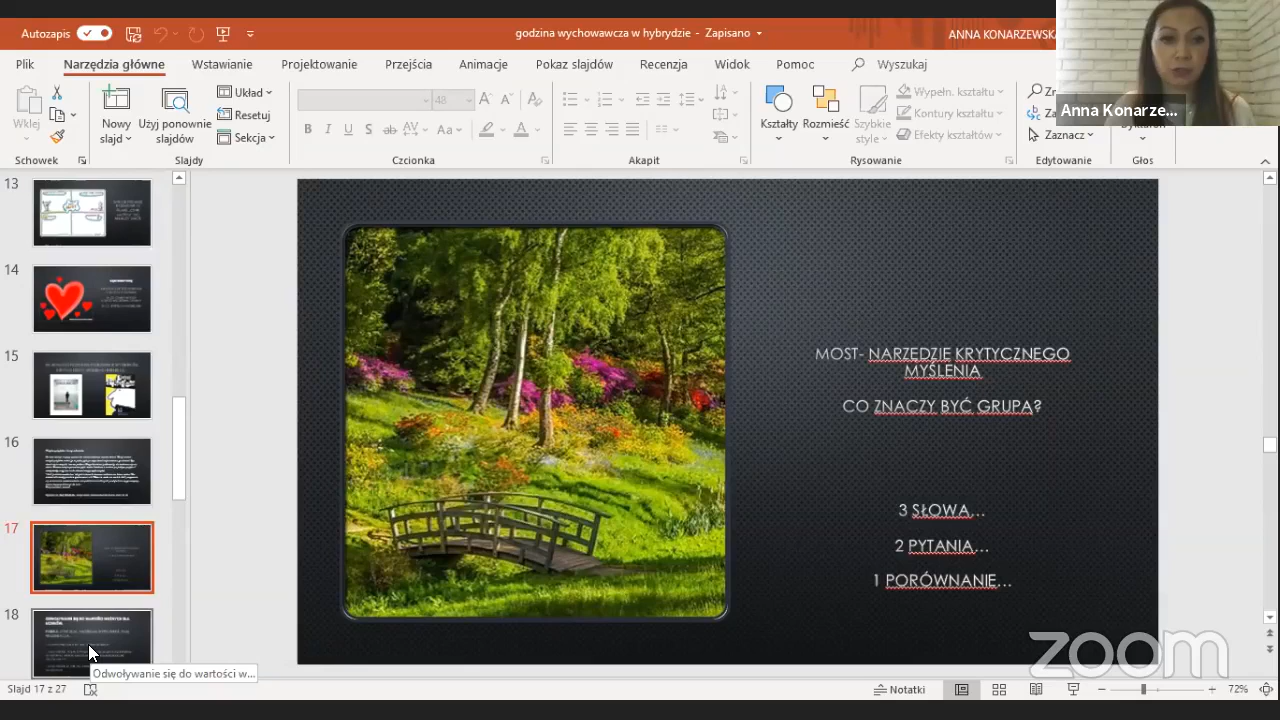 Autozapis
godzina wychowawcza w hybrydzie - Zapisano
ANNA KONARZEWSKA
Plik Narzędzia główne Wstawianie Projektowanie Przejścia Animacje Pokaz slajdów Recenzja Widok Pomoc Wyszukaj
Wklej
Nowy slajd
Użyj ponownie slajdów
Układ
Resetuj
Sekcja
48
Kształty
Rozmieść
Szybkie style
Wypełn. kształtu
Kontury kształtu
Efekty kształtów
Zaznacz
Schowek Slajdy Czcionka Akapit Rysowanie Edytowanie Głos
Anna Konarze...
13
14
15
16
17
18
MOST- NARZĘDZIE KRYTYCZNEGO
MYŚLENIA
CO ZNACZY BYĆ GRUPĄ?
3 SŁOWA...
2 PYTANIA...
1 PORÓWNANIE...
Odwoływanie się do wartości w...
zoom
Slajd 17 z 27
Notatki
72%